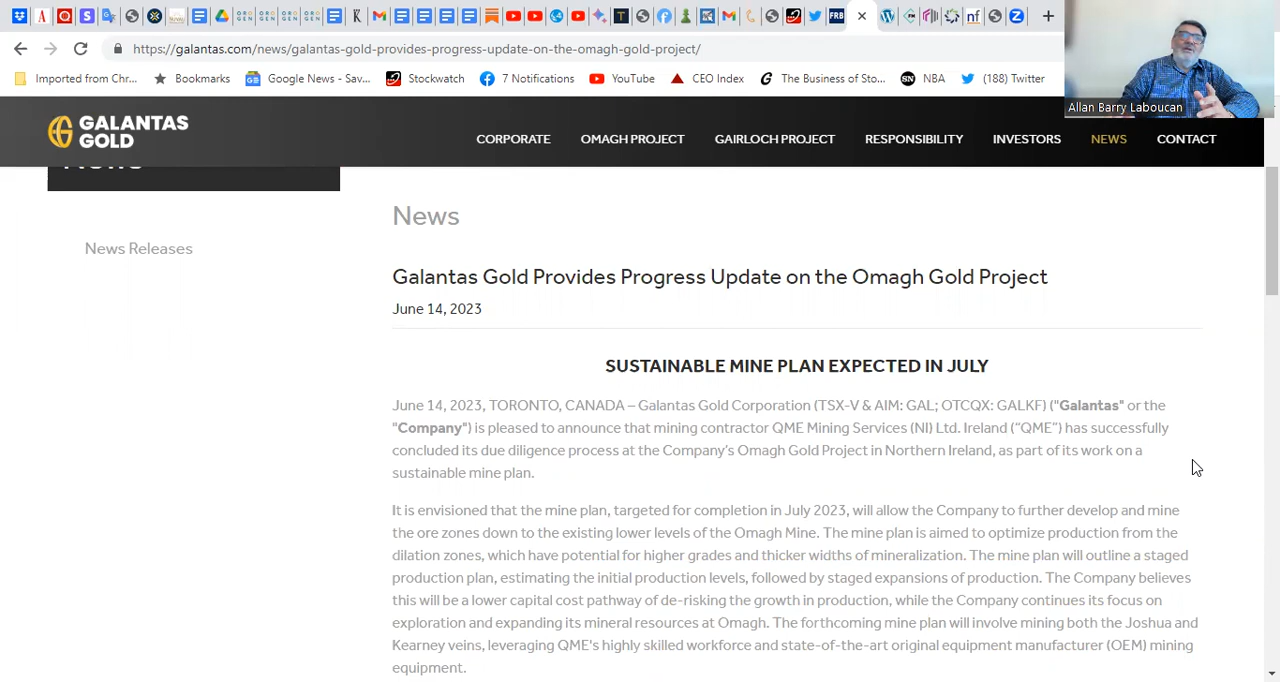 FRB
https://galantas.com/news/galantas-gold-provides-progress-update-on-the-omagh-gold-project/
Imported from Chr... Bookmarks Google News - Sav... Stockwatch 7 Notifications YouTube CEO Index The Business of Sto... NBA (188) Twitter
Allan Barry Laboucan
GALANTAS
GOLD
CORPORATE OMAGH PROJECT GAIRLOCH PROJECT RESPONSIBILITY INVESTORS NEWS CONTACT
News
News
News Releases
Galantas Gold Provides Progress Update on the Omagh Gold Project
June 14, 2023
SUSTAINABLE MINE PLAN EXPECTED IN JULY
June 14, 2023, TORONTO, CANADA – Galantas Gold Corporation (TSX-V & AIM: GAL; OTCQX: GALKF) ("Galantas" or the
"Company") is pleased to announce that mining contractor QME Mining Services (NI) Ltd. Ireland (“QME”) has successfully
concluded its due diligence process at the Company’s Omagh Gold Project in Northern Ireland, as part of its work on a
sustainable mine plan.
It is envisioned that the mine plan, targeted for completion in July 2023, will allow the Company to further develop and mine
the ore zones down to the existing lower levels of the Omagh Mine. The mine plan is aimed to optimize production from the
dilation zones, which have potential for higher grades and thicker widths of mineralization. The mine plan will outline a staged
production plan, estimating the initial production levels, followed by staged expansions of production. The Company believes
this will be a lower capital cost pathway of de-risking the growth in production, while the Company continues its focus on
exploration and expanding its mineral resources at Omagh. The forthcoming mine plan will involve mining both the Joshua and
Kearney veins, leveraging QME's highly skilled workforce and state-of-the-art original equipment manufacturer (OEM) mining
equipment.